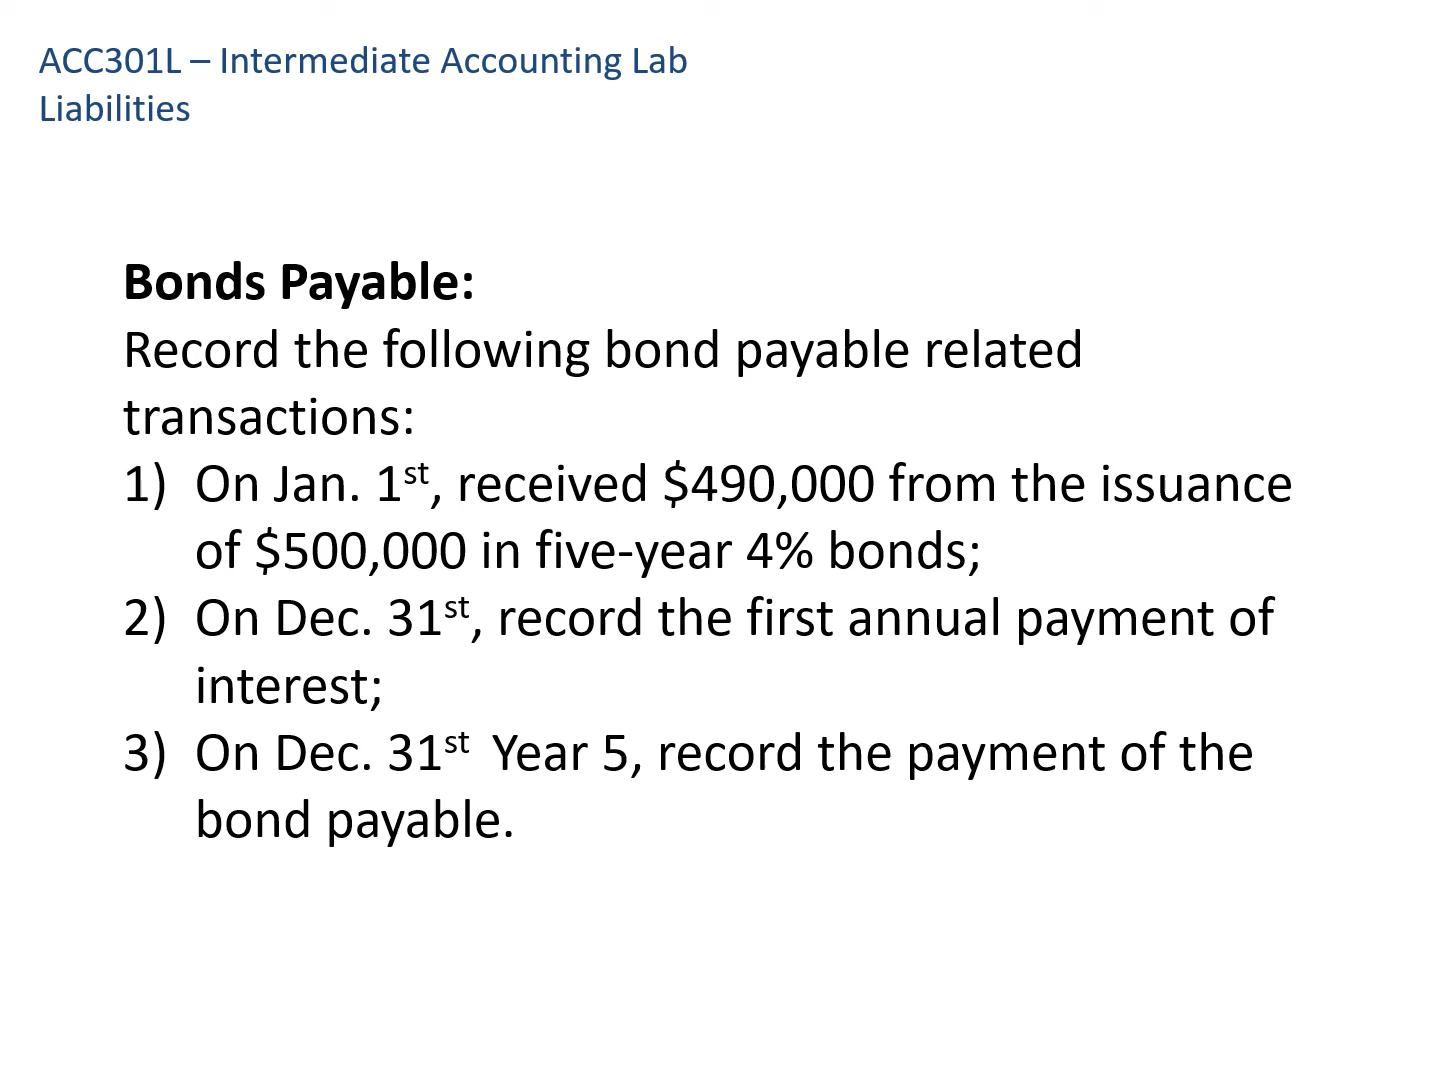 ACC301L – Intermediate Accounting Lab
Liabilities
Bonds Payable:
Record the following bond payable related
transactions:
1) On Jan. 1st, received $490,000 from the issuance
of $500,000 in five-year 4% bonds;
2) On Dec. 31st, record the first annual payment of
interest;
3) On Dec. 31st Year 5, record the payment of the
bond payable.